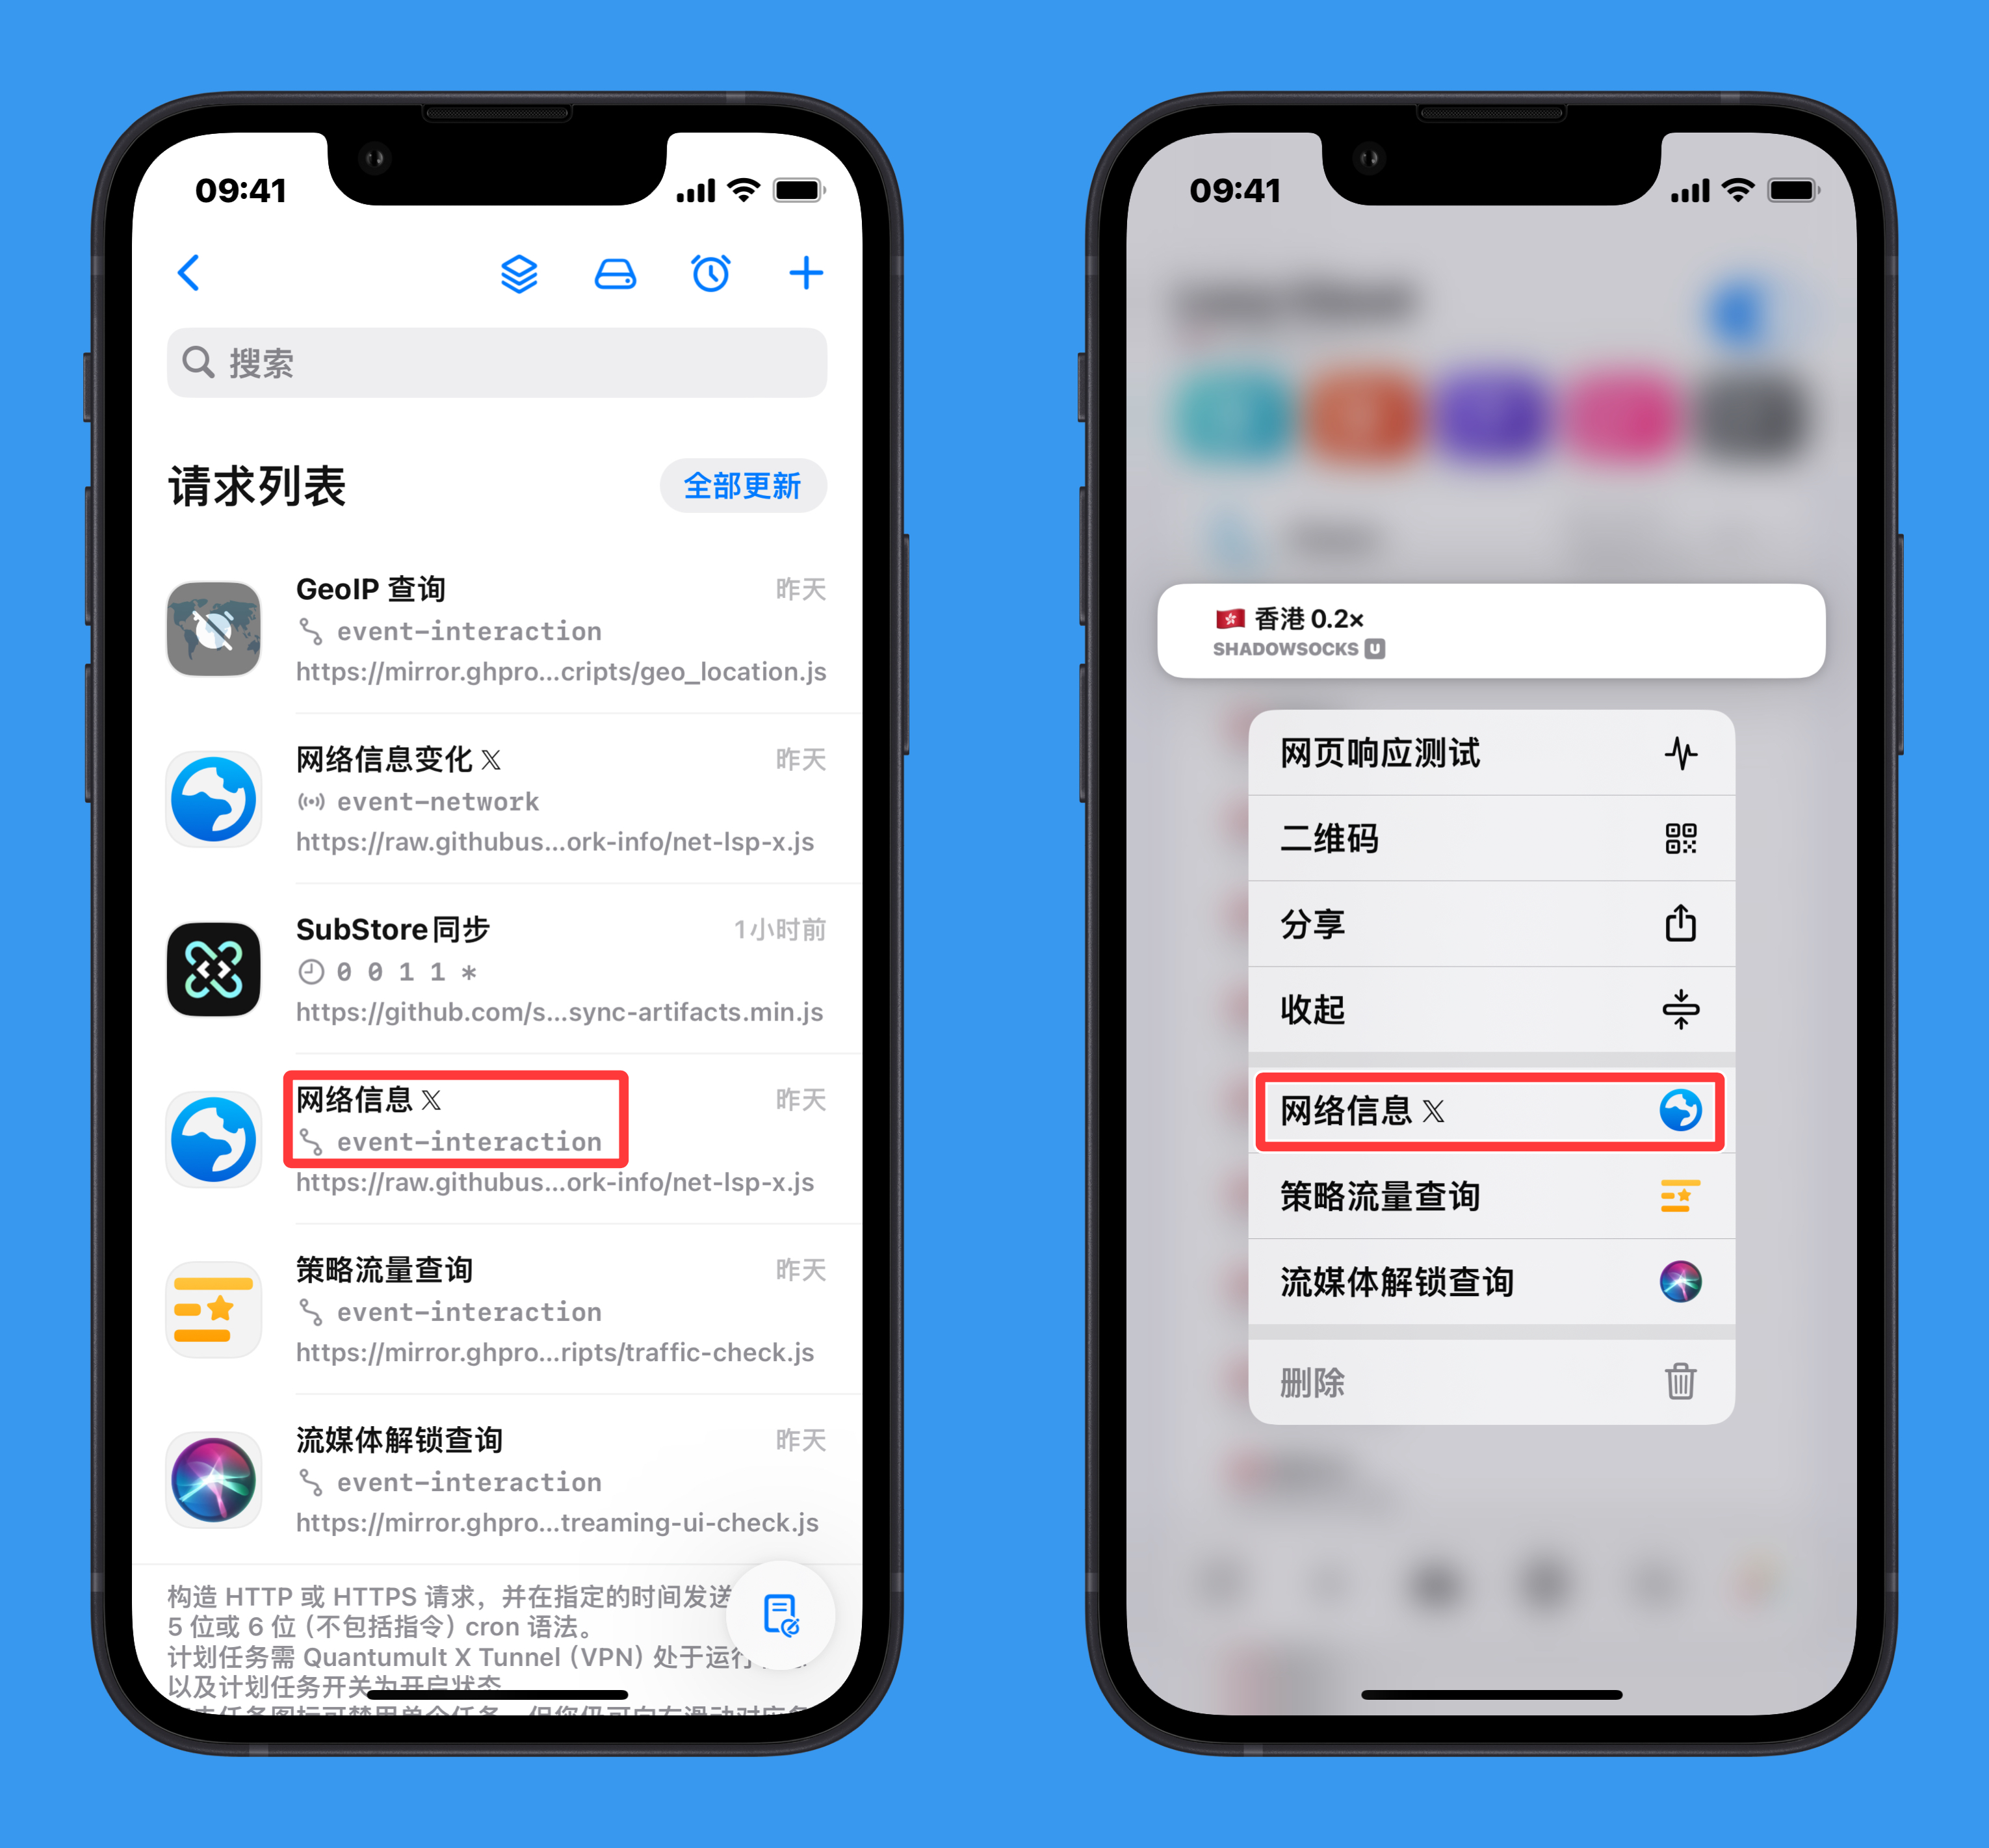 09:41
搜索
请求列表
全部更新
GeoIP 查询
昨天
event-interaction
https://mirror.ghpro...cripts/geo_location.js
网络信息变化 𝕏
昨天
event-network
https://raw.githubus...ork-info/net-lsp-x.js
SubStore同步
1小时前
0 0 1 1 *
https://github.com/s...sync-artifacts.min.js
网络信息 𝕏
昨天
event-interaction
https://raw.githubus...ork-info/net-lsp-x.js
策略流量查询
昨天
event-interaction
https://mirror.ghpro...ripts/traffic-check.js
流媒体解锁查询
昨天
event-interaction
https://mirror.ghpro...treaming-ui-check.js
构造 HTTP 或 HTTPS 请求，并在指定的时间发送
5 位或 6 位（不包括指令）cron 语法。
计划任务需 Quantumult X Tunnel（VPN）处于运行
以及计划任务开关为开启状态
09:41
🇭🇰 香港 0.2×
SHADOWSOCKS U
网页响应测试
二维码
分享
收起
网络信息 𝕏
策略流量查询
流媒体解锁查询
删除